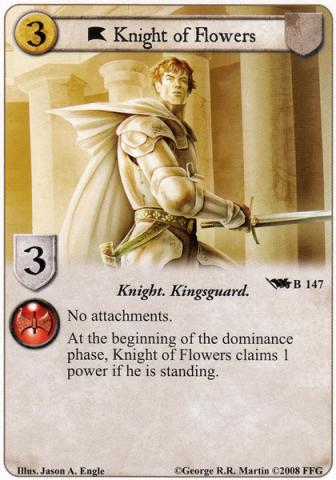 3
Knight of Flowers
3
Knight. Kingsguard.
B 147
No attachments.
At the beginning of the dominance
phase, Knight of Flowers claims 1
power if he is standing.
Illus. Jason A. Engle
©George R.R. Martin ©2008 FFG